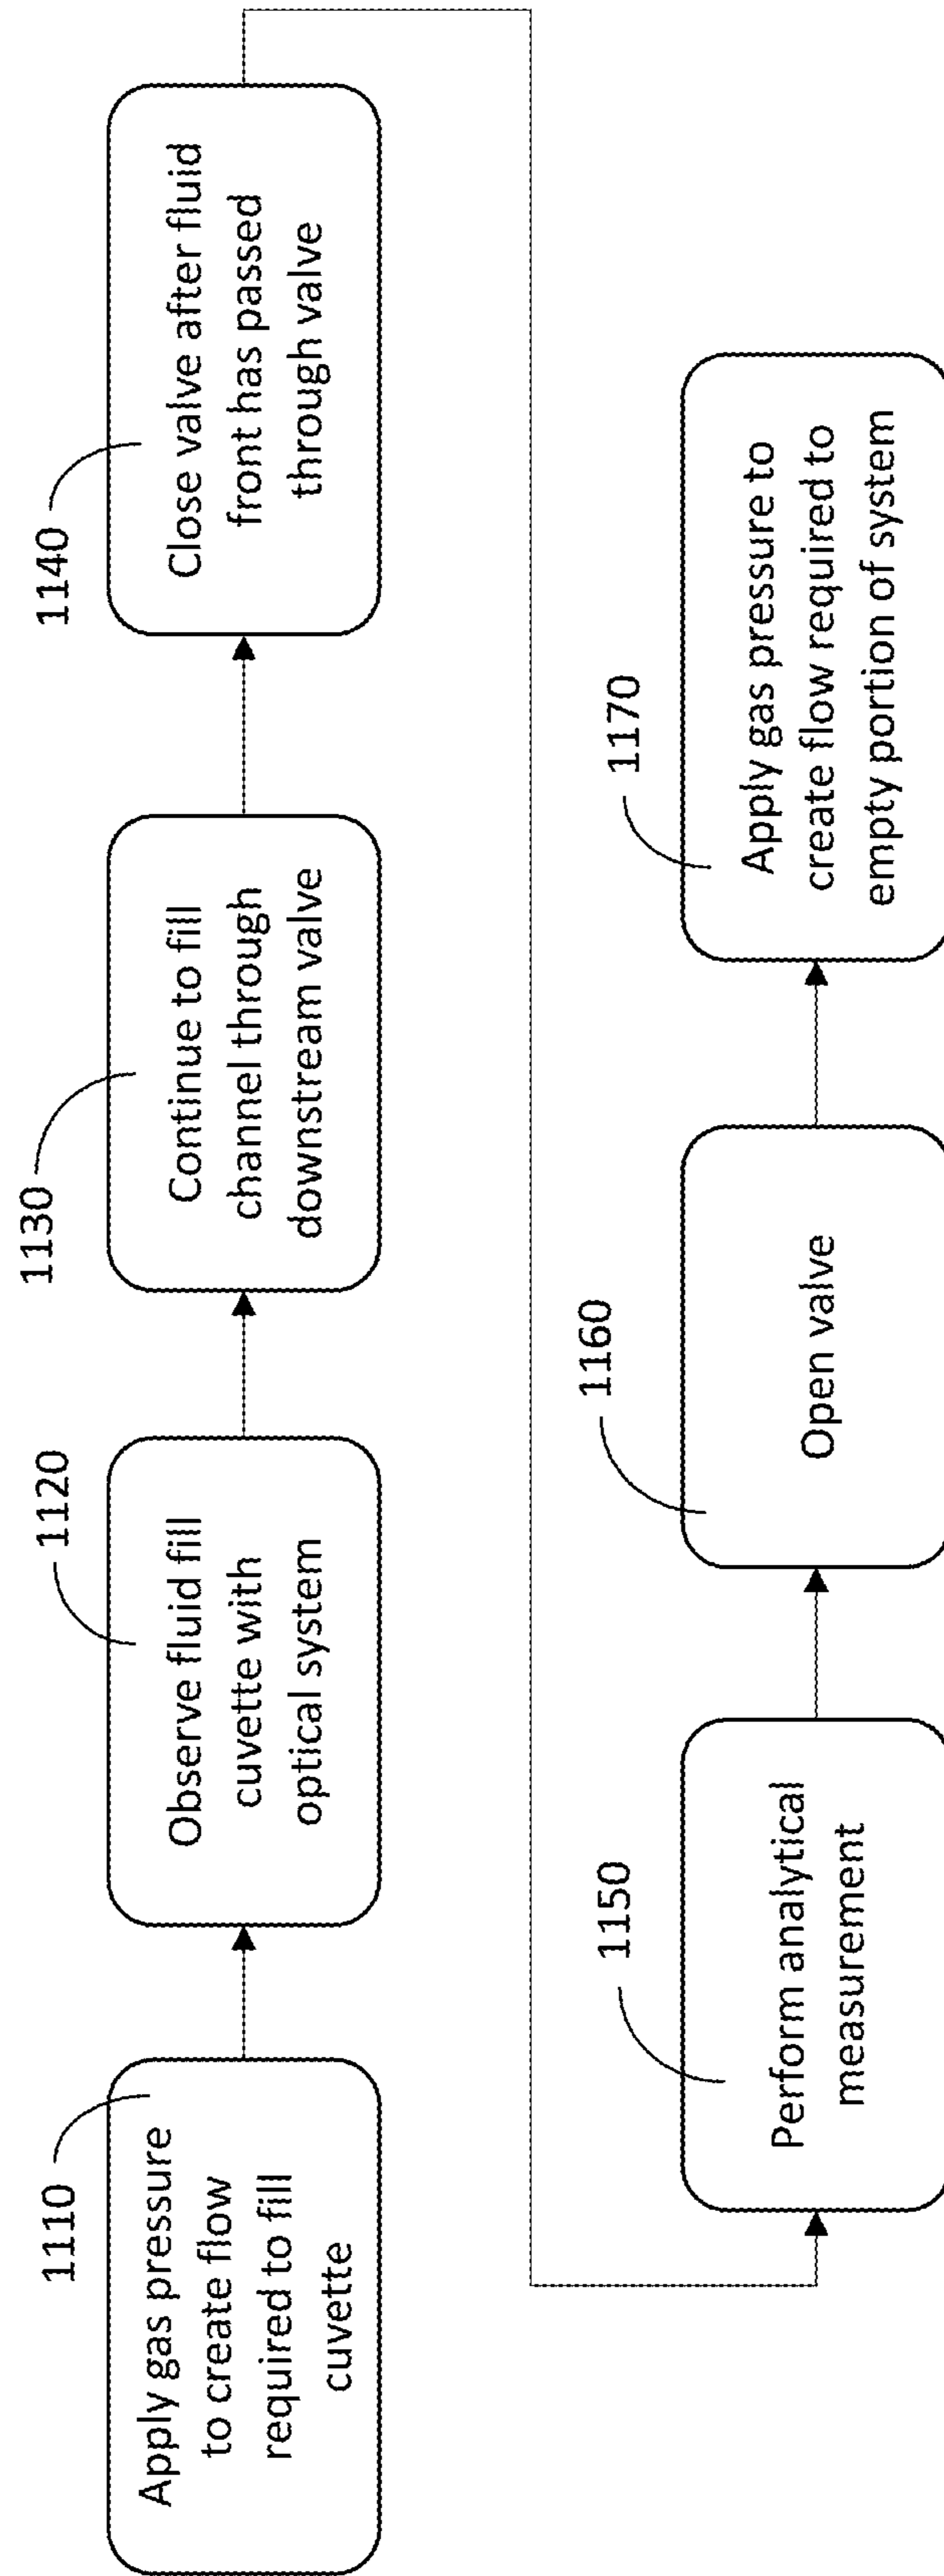 1110
Apply gas pressure
to create flow
required to fill
cuvette
1120
Observe fluid fill
cuvette with
optical system
1130
Continue to fill
channel through
downstream valve
1140
Close valve after fluid
front has passed
through valve
1150
Perform analytical
measurement
1160
Open valve
1170
Apply gas pressure to
create flow required to
empty portion of system